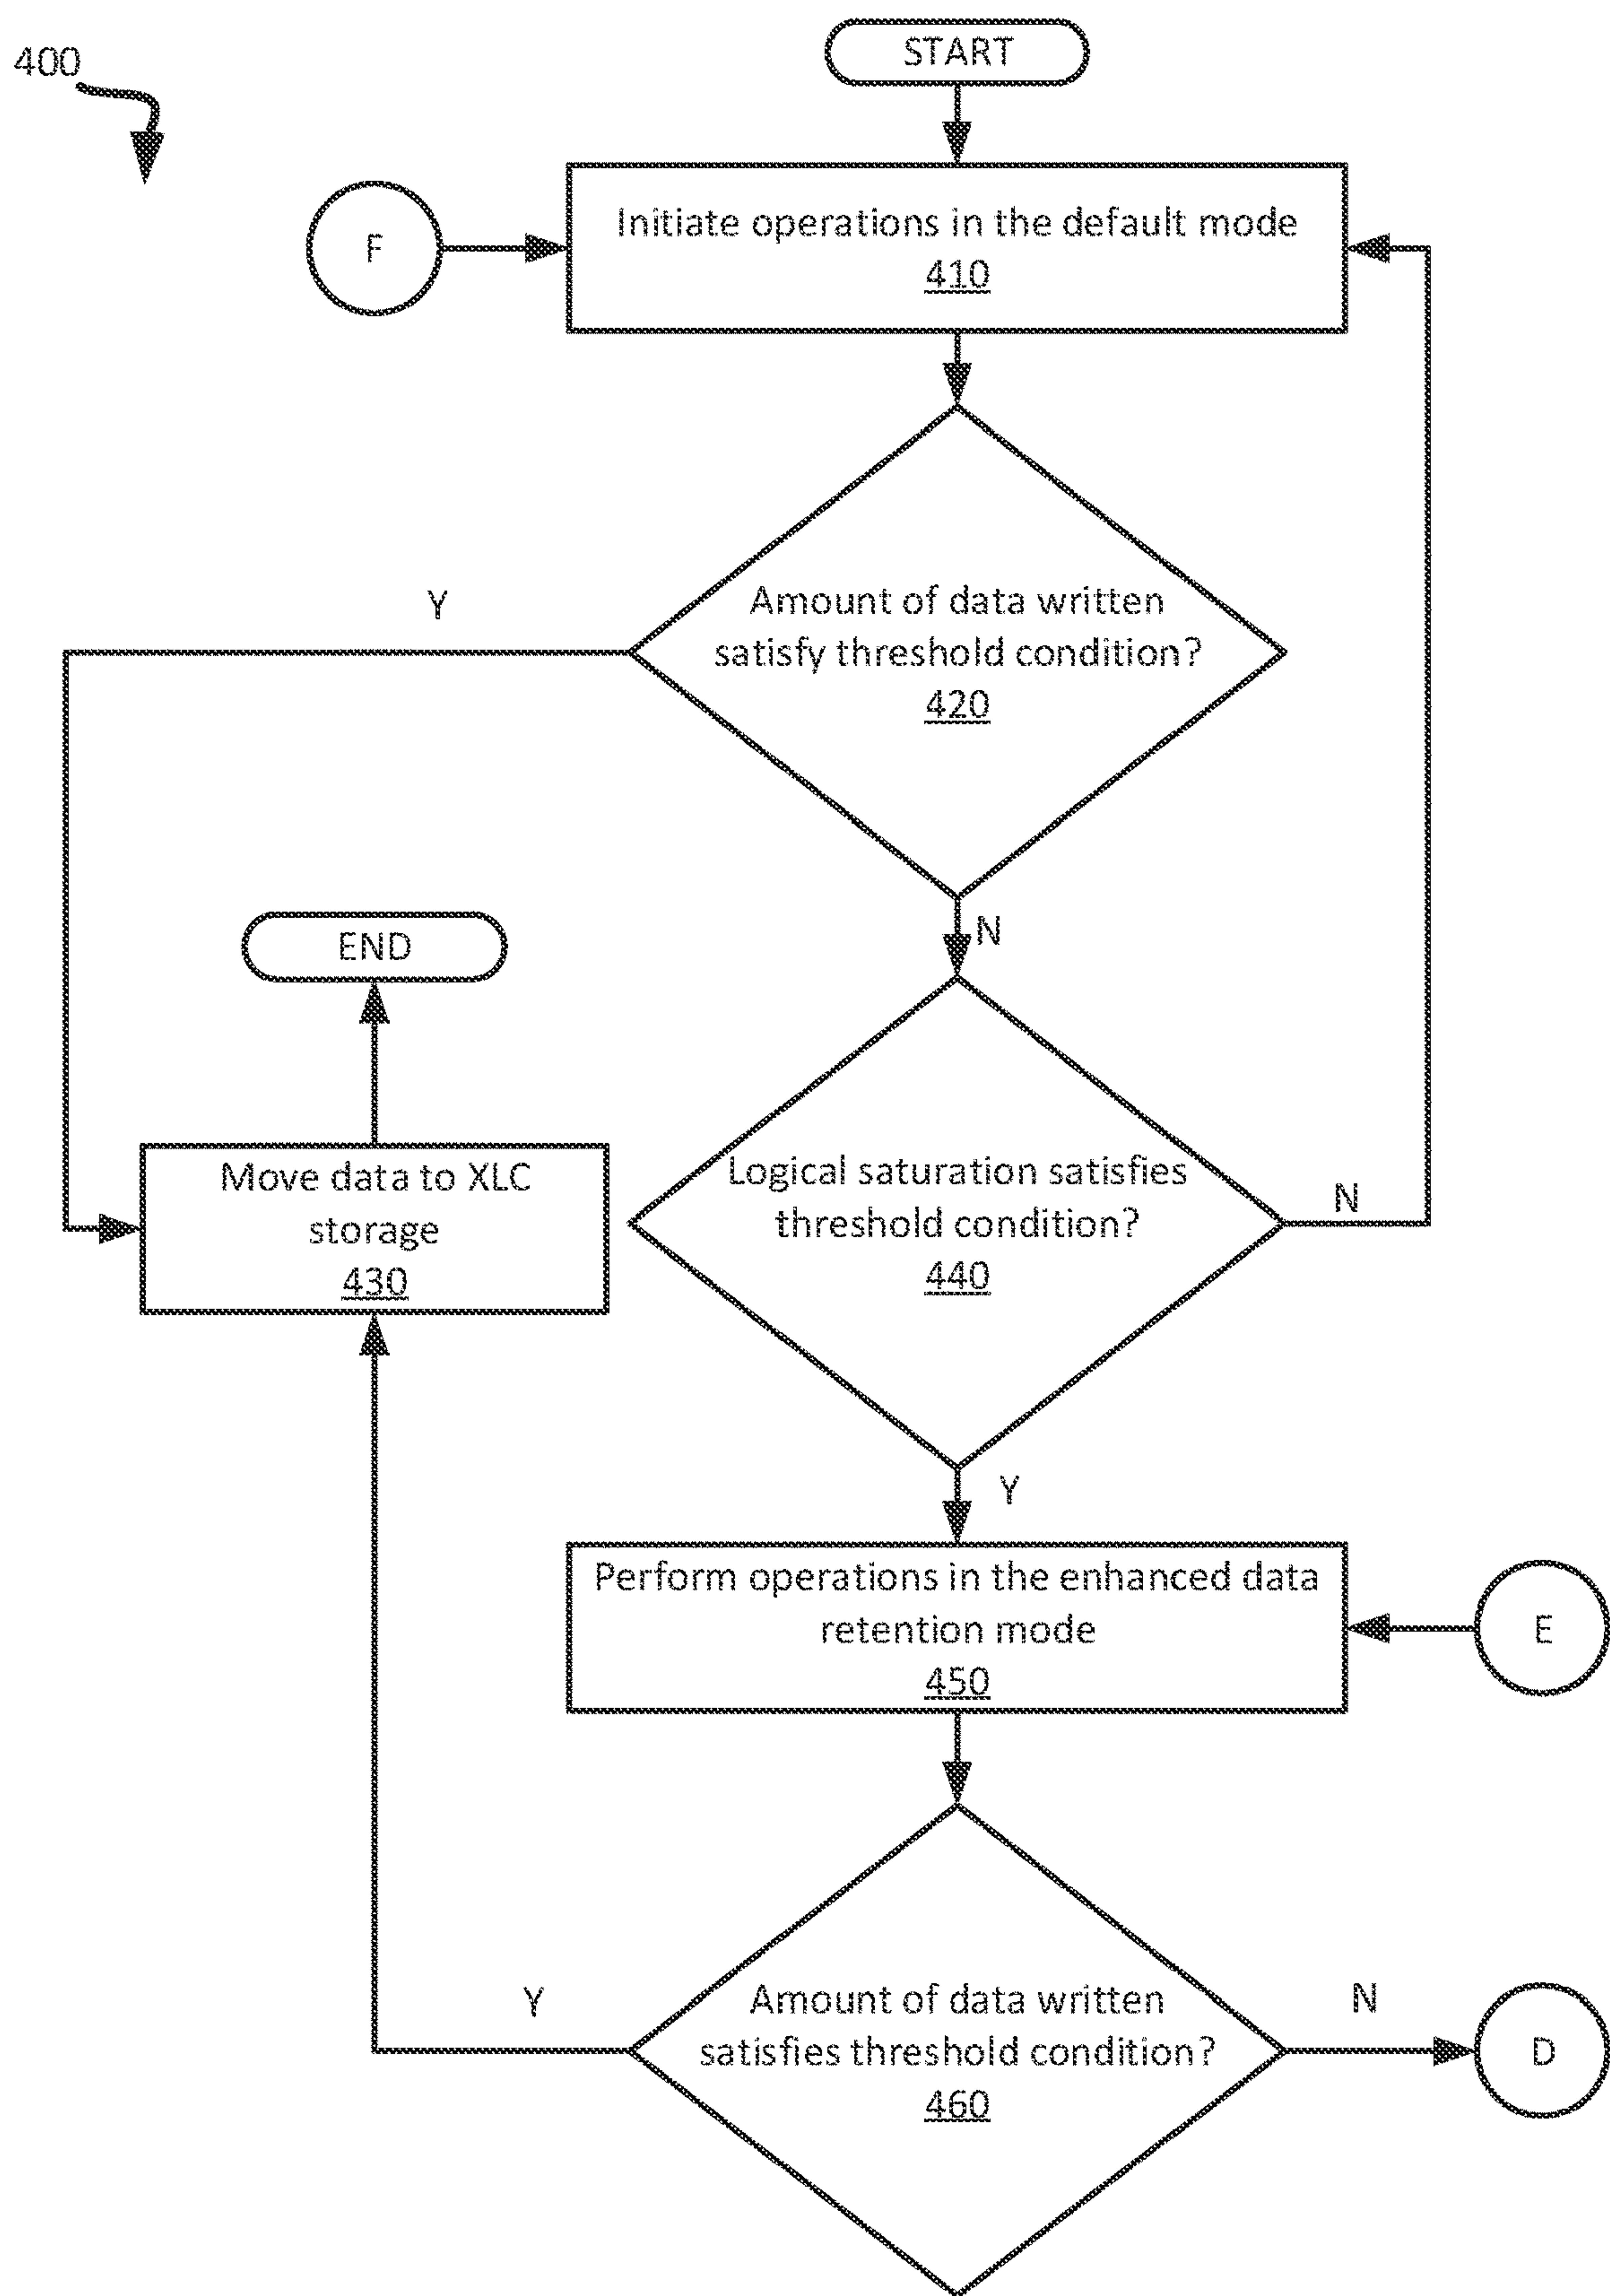 400
START
F
Initiate operations in the default mode
410
Amount of data written
satisfy threshold condition?
420
Y
N
END
Move data to XLC
storage
430
Logical saturation satisfies
threshold condition?
440
N
Y
Perform operations in the enhanced data
retention mode
450
E
Amount of data written
satisfies threshold condition?
460
Y
N
D